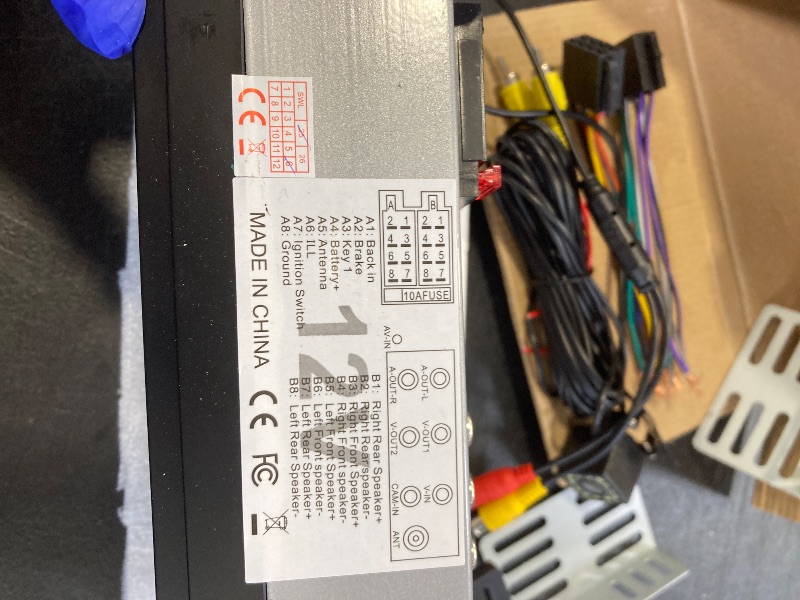 SWL 25 26
1 2 3 4 5 6
7 8 9 10 11 12
CE
A B
2 1 2 1
4 3 4 3
6 5 6 5
8 7 8 7
10AFUSE
A1: Back in
A2: Brake
A3: Key 1
A4: Battery+
A5: Antenna
A6: ILL
A7: Ignition Switch
A8: Ground
12
AV-IN
A-OUT-L V-OUT1 V-IN
A-OUT-R V-OUT2 CAM-IN ANT
B1: Right Rear Speaker+
B2: Right Rear speaker-
B3: Right Front Speaker+
B4: Right Front speaker-
B5: Left Front Speaker+
B6: Left Front speaker-
B7: Left Rear Speaker+
B8: Left Rear Speaker-
MADE IN CHINA CE FC